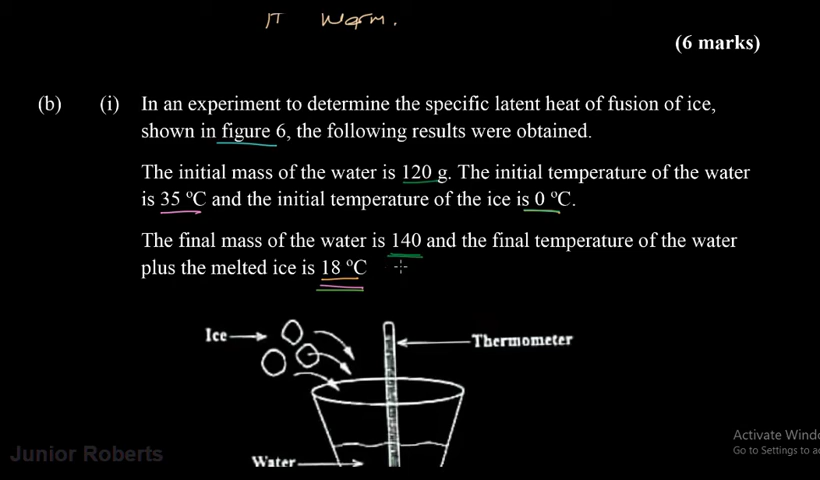 IT warm.
(6 marks)
(b) (i) In an experiment to determine the specific latent heat of fusion of ice,
shown in figure 6, the following results were obtained.
The initial mass of the water is 120 g. The initial temperature of the water
is 35 °C and the initial temperature of the ice is 0 °C.
The final mass of the water is 140 and the final temperature of the water
plus the melted ice is 18 °C
Ice
Thermometer
Water
Junior Roberts
Activate Windo
Go to Settings to a